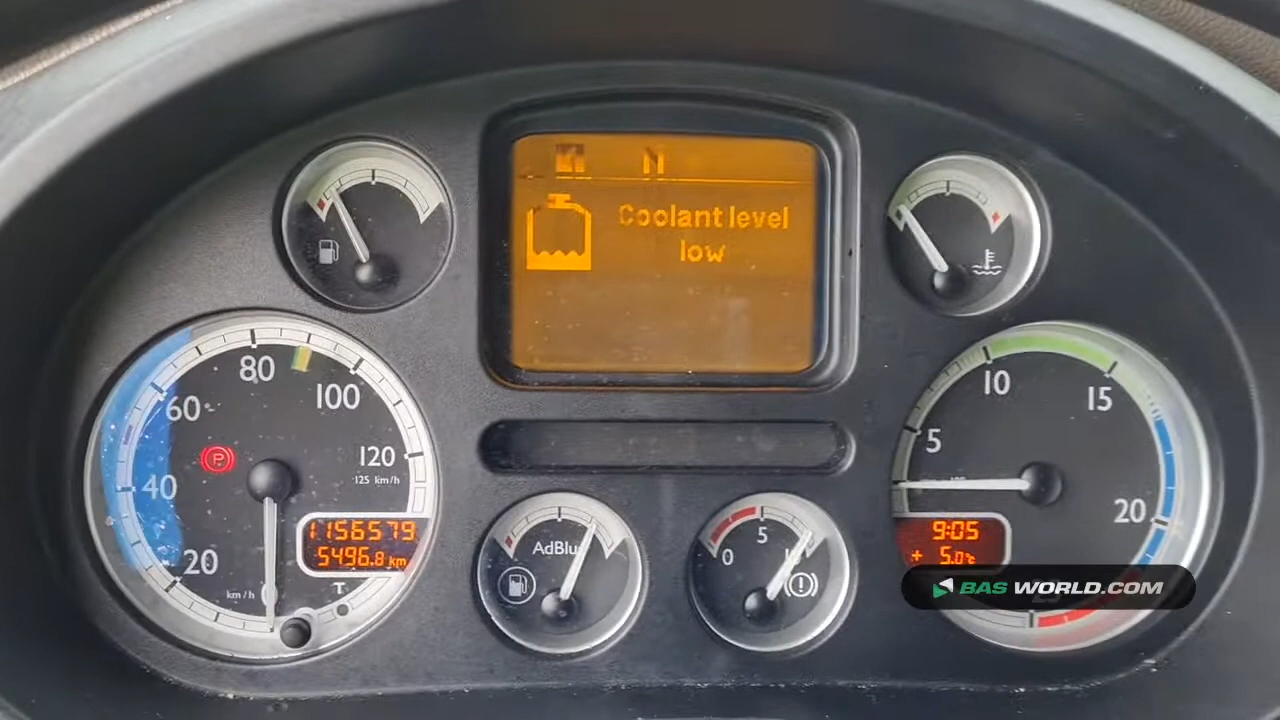 N
Coolant level
low
80
100
60
120
125 km/h
P
40
5
10
15
20
1156579
5496.8 km
20
km/h
AdBlu
0
5
9:05
+ 5.0°c
BAS WORLD.COM